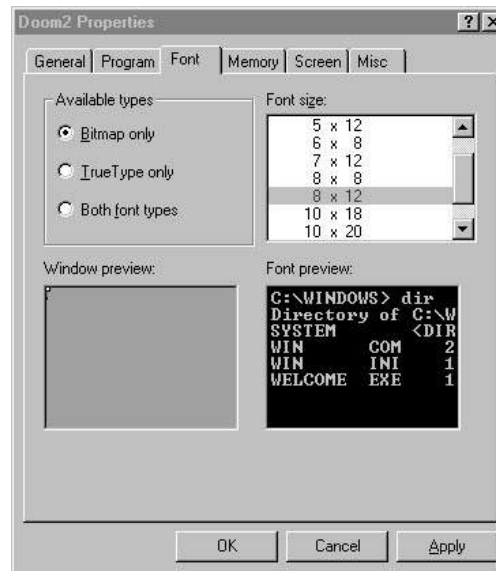 Doom2 Properties
General Program Font Memory Screen Misc
Available types
Bitmap only
TrueType only
Both font types
Font size:
5 x 12
6 x 8
7 x 12
8 x 8
8 x 12
10 x 18
10 x 20
Window preview:
Font preview:
C:\WINDOWS> dir
Directory of C:\W
SYSTEM <DIR
WIN COM 2
WIN INI 1
WELCOME EXE 1
OK Cancel Apply